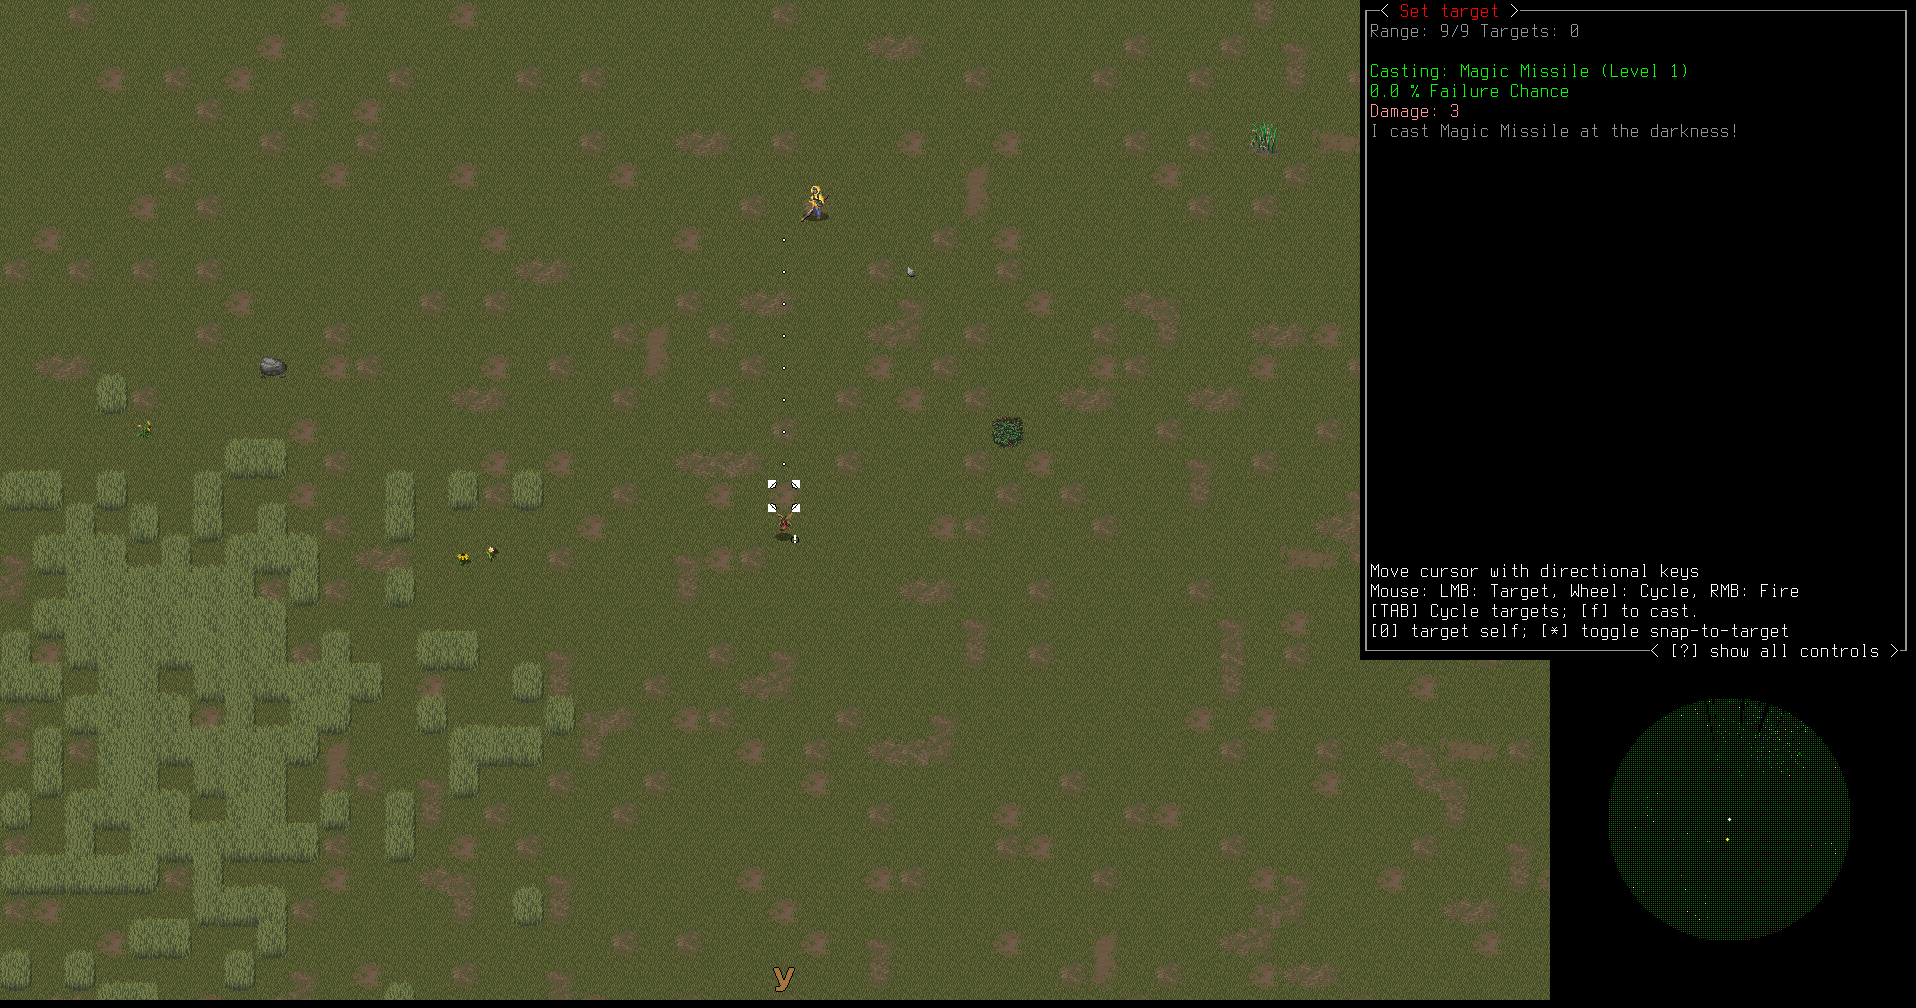 < Set target >
Range: 9/9 Targets: 0
Casting: Magic Missile (Level 1)
0.0 % Failure Chance
Damage: 3
I cast Magic Missile at the darkness!
Move cursor with directional keys
Mouse: LMB: Target, Wheel: Cycle, RMB: Fire
[TAB] Cycle targets; [f] to cast.
[0] target self; [*] toggle snap-to-target
< [?] show all controls >
y